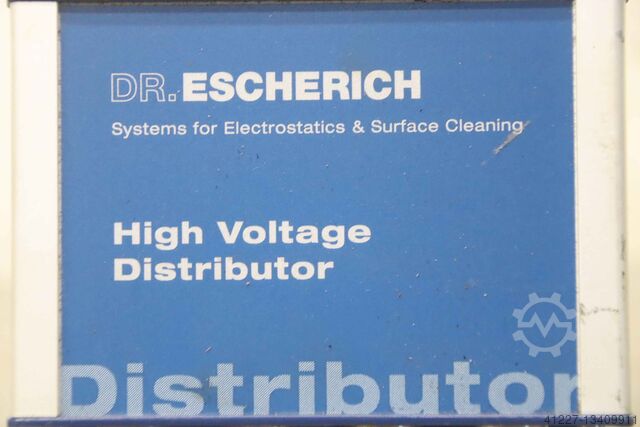 DR. ESCHERICH
Systems for Electrostatics & Surface Cleaning
High Voltage
Distributor
Distributor
41227-13409911